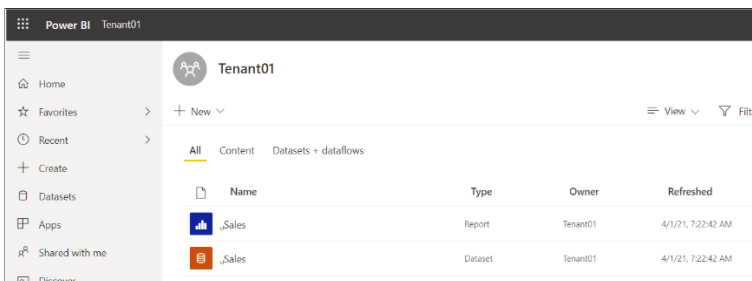 Power BI Tenant01
Home
Tenant01
Favorites
Recent
Create
Datasets
Apps
Shared with me
Discover
New
View
Filt
All Content Datasets + dataflows
Name Type Owner Refreshed
Sales Report Tenant01 4/1/21, 7:22:42 AM
Sales Dataset Tenant01 4/1/21, 7:22:42 AM